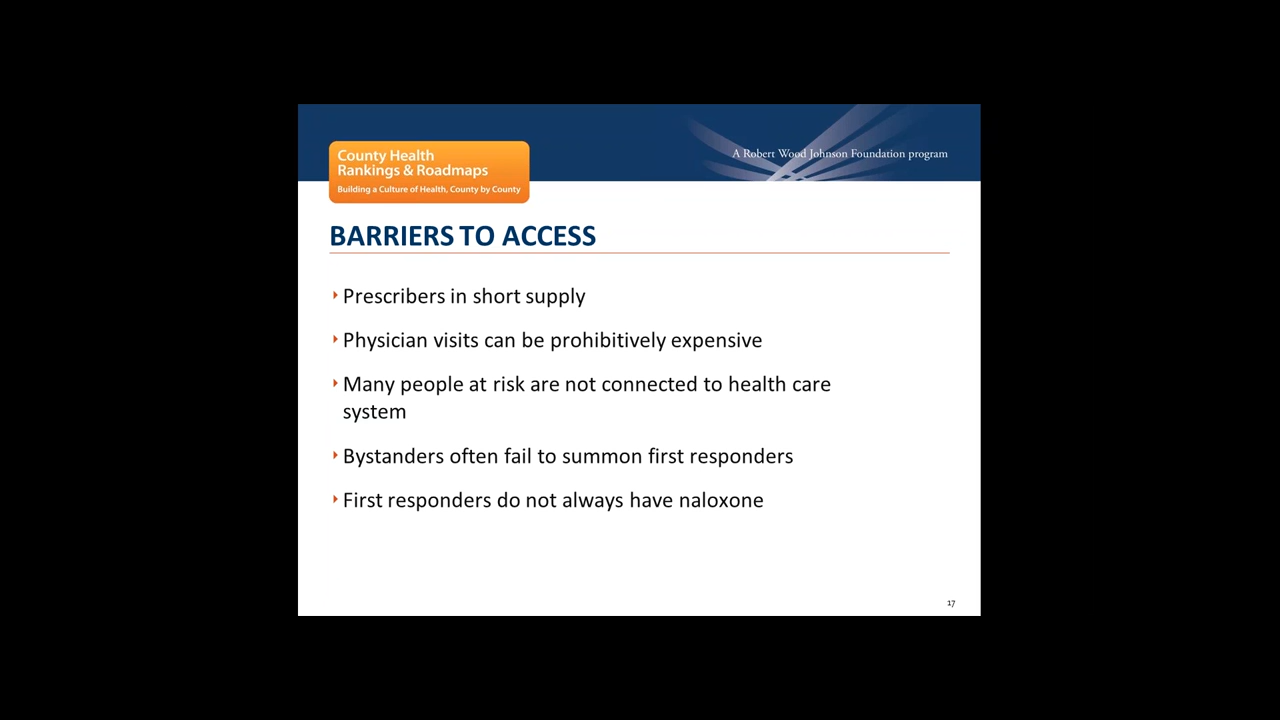 County Health
Rankings & Roadmaps
Building a Culture of Health, County by County
A Robert Wood Johnson Foundation program
BARRIERS TO ACCESS
Prescribers in short supply
Physician visits can be prohibitively expensive
Many people at risk are not connected to health care
system
Bystanders often fail to summon first responders
First responders do not always have naloxone
17